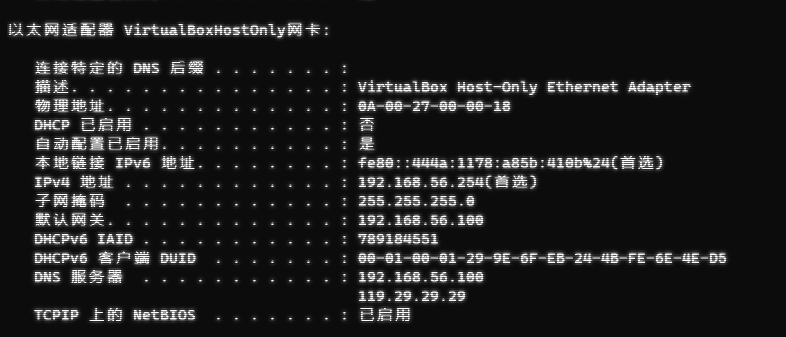 以太网适配器 VirtualBoxHostOnly网卡:
连接特定的 DNS 后缀 . . . . . . . :
描述. . . . . . . . . . . . . . . : VirtualBox Host-Only Ethernet Adapter
物理地址. . . . . . . . . . . . . : 0A-00-27-00-00-18
DHCP 已启用 . . . . . . . . . . . : 否
自动配置已启用. . . . . . . . . . : 是
本地链接 IPv6 地址. . . . . . . . : fe80::444a:1178:a85b:410b%24(首选)
IPv4 地址 . . . . . . . . . . . . : 192.168.56.254(首选)
子网掩码  . . . . . . . . . . . . : 255.255.255.0
默认网关. . . . . . . . . . . . . : 192.168.56.100
DHCPv6 IAID . . . . . . . . . . . : 789184551
DHCPv6 客户端 DUID  . . . . . . . : 00-01-00-01-29-9E-6F-EB-24-4B-FE-6E-4E-D5
DNS 服务器  . . . . . . . . . . . : 192.168.56.100
119.29.29.29
TCPIP 上的 NetBIOS  . . . . . . . : 已启用